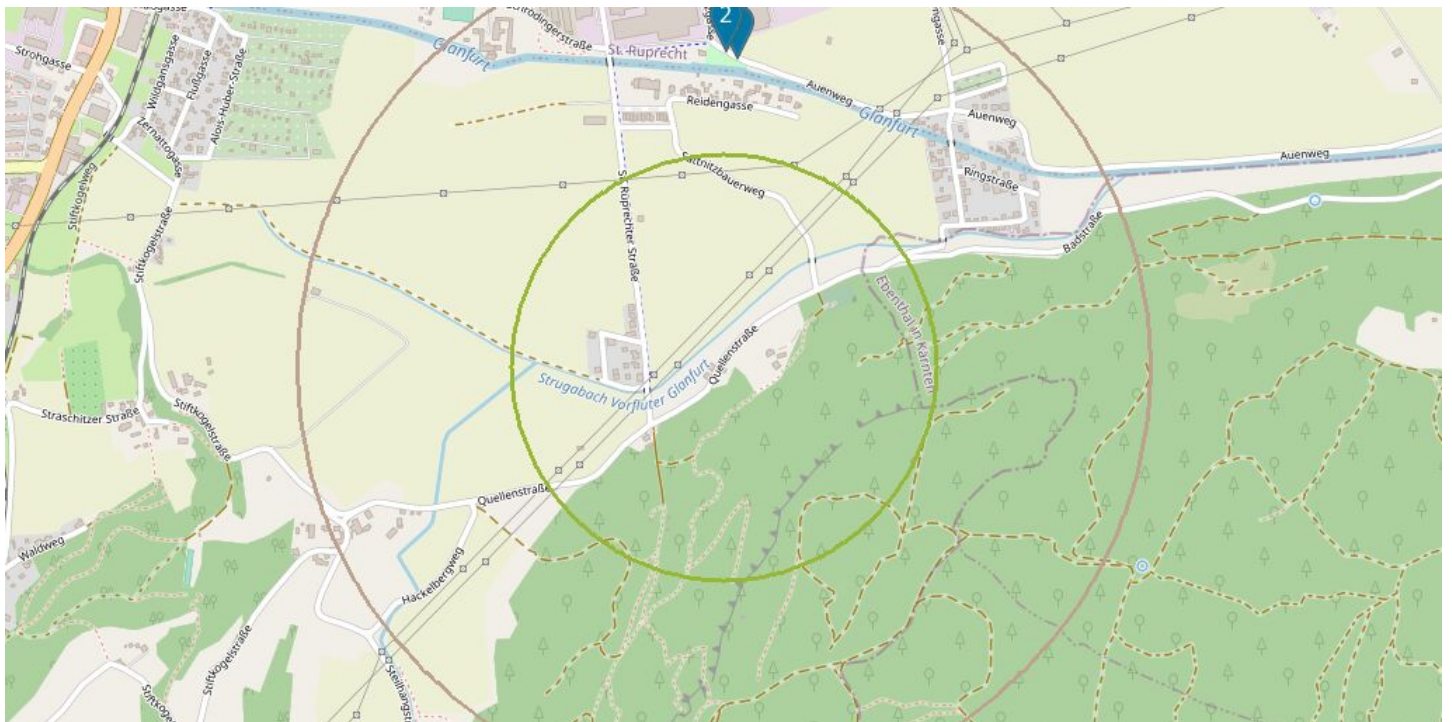 2
Schrödingerstraße
Strohgasse
Wildgansgasse
Flußgasse
Alois-Huber-Straße
Zernattogasse
Glanfurt
St. Ruprecht
Auenweg
Reidengasse
Glanfurt
Auenweg
Auenweg
Ringstraße
Sattnitzbauerweg
Stiftkogelweg
Stiftkogelstraße
St. Ruprechter Straße
Badstraße
Ebenthal in Kärnten
Quellenstraße
Strugabach Vorfluter Glanfurt
Straschitzer Straße
Stiftkogelstraße
Quellenstraße
Waldweg
Hackelbergweg
Stiftkogelstraße